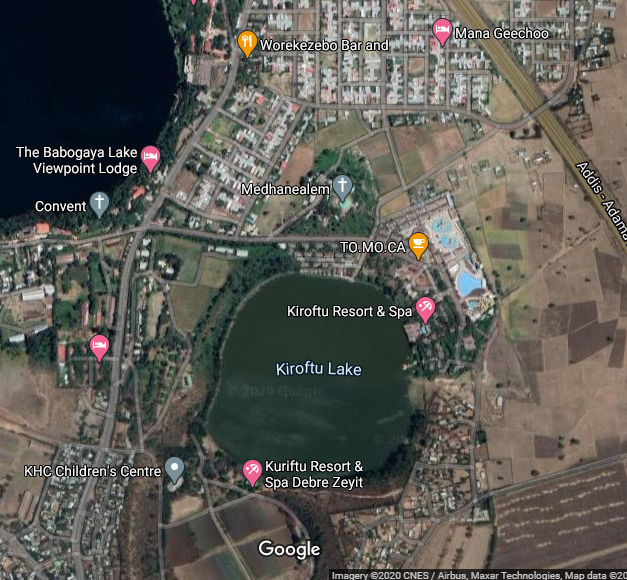 Worekezebo Bar and
Mana Geechoo
The Babogaya Lake
Viewpoint Lodge
Medhanealem
Convent
Addis - Adama
TO.MO.CA
Kiroftu Resort & Spa
Kiroftu Lake
© 2020 Google
KHC Children's Centre
Kuriftu Resort &
Spa Debre Zeyit
Google
Imagery ©2020 CNES / Airbus, Maxar Technologies, Map data ©20